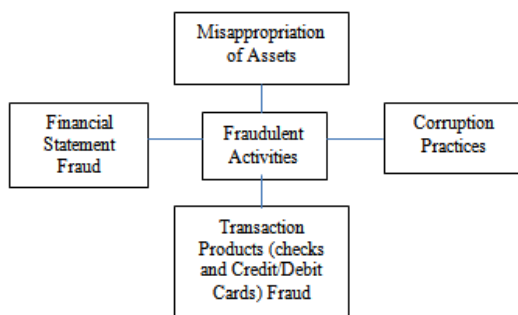 Misappropriation
of Assets
Financial
Statement
Fraud
Fraudulent
Activities
Corruption
Practices
Transaction
Products (checks
and Credit/Debit
Cards) Fraud